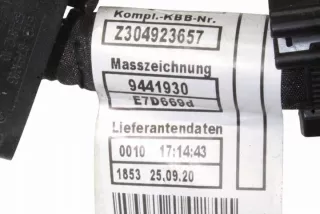 Kompl.-KBB-Nr.
Z304923657
Masszeichnung
9441930
E7D669d
Lieferantendaten
0010 17:14:43
1853 25.09.20